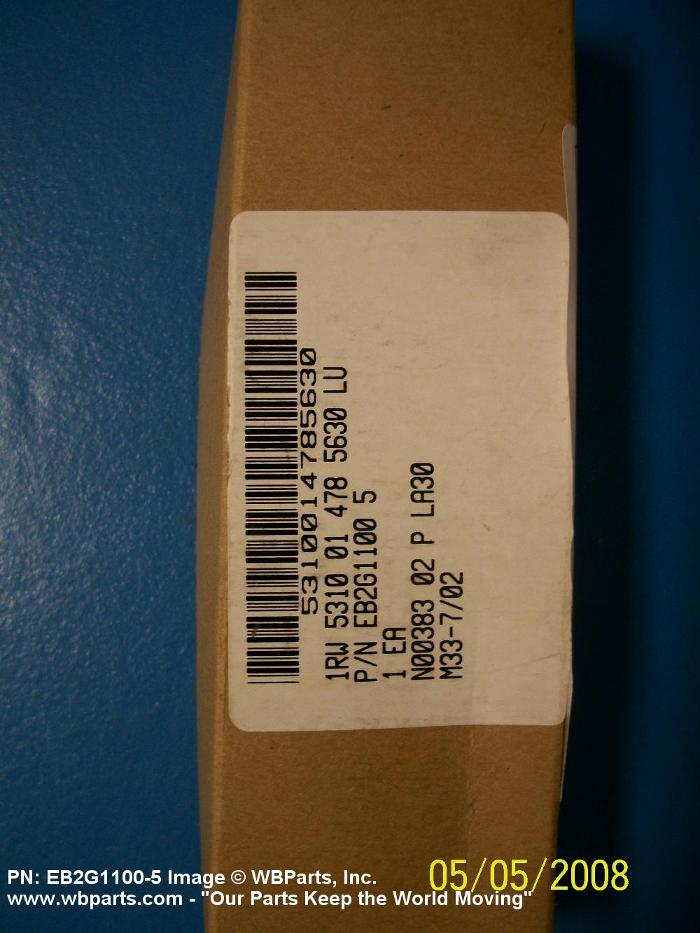 5310014785630
1RW 5310 01 478 5630 LU
P/N EB2G1100 5
1 EA
N00383 02 P LA30
M33-7/02
PN: EB2G1100-5 Image © WBParts, Inc.
05/05/2008
www.wbparts.com - "Our Parts Keep the World Moving"